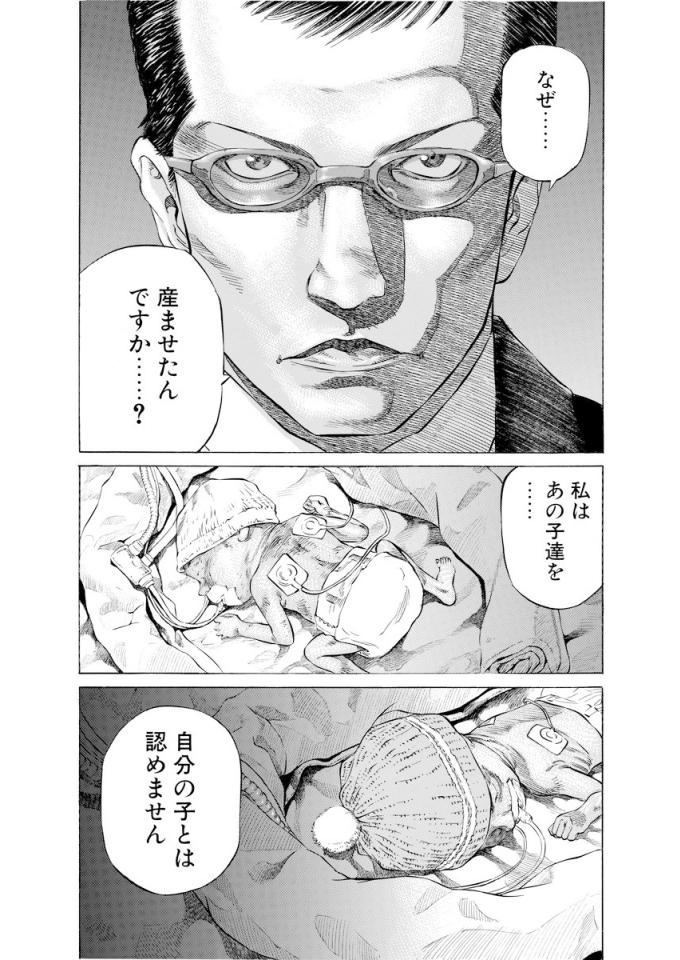 なぜ……
産ませたん
ですか……？
私は
あの子達を
……
自分の子とは
認めません